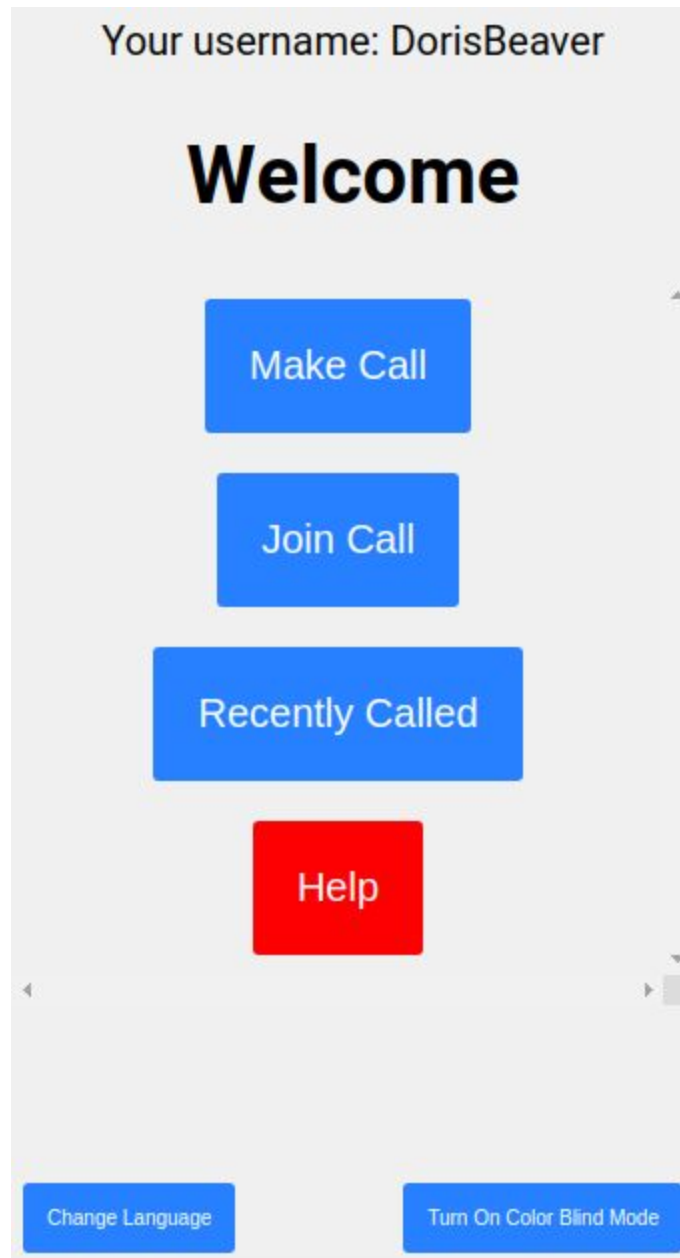 Your username: DorisBeaver
Welcome
Make Call
Join Call
Recently Called
Help
Change Language
Turn On Color Blind Mode